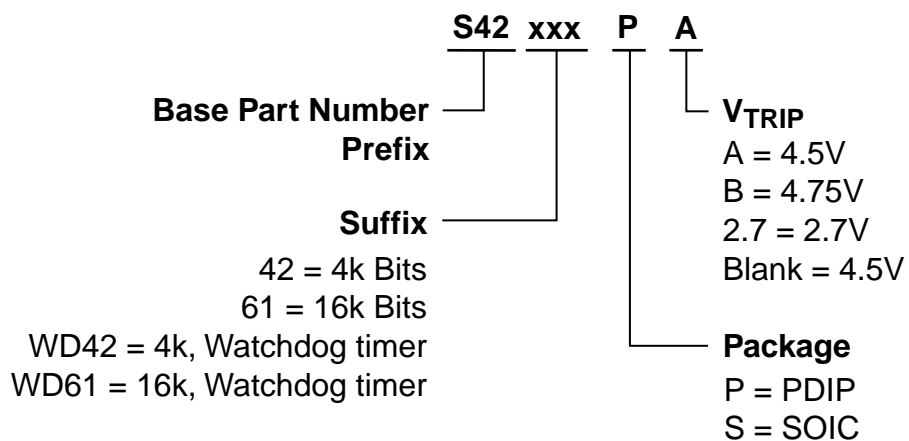 S42 xxx P A
Base Part Number
Prefix
Suffix
42 = 4k Bits
61 = 16k Bits
WD42 = 4k, Watchdog timer
WD61 = 16k, Watchdog timer
VTRIP
A = 4.5V
B = 4.75V
2.7 = 2.7V
Blank = 4.5V
Package
P = PDIP
S = SOIC